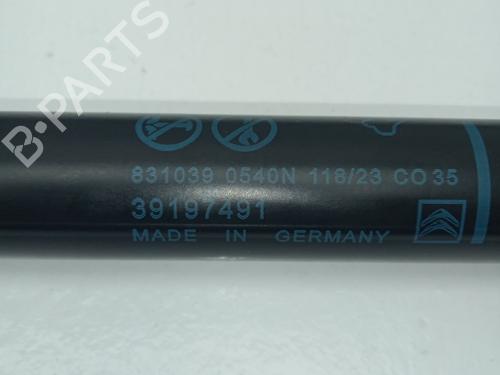 B-PARTS
831039 0540N 118/23 CO35
39197491
MADE IN GERMANY